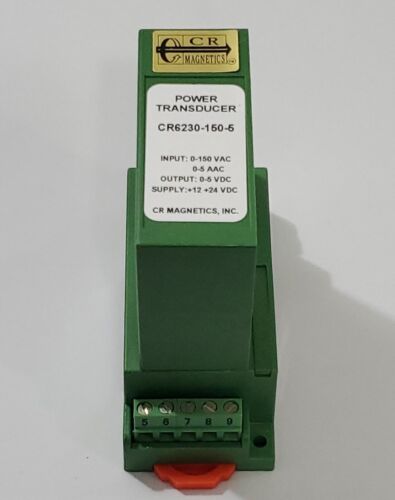 CR
MAGNETICS
POWER
TRANSDUCER
CR6230-150-5
INPUT: 0-150 VAC
0-5 AAC
OUTPUT: 0-5 VDC
SUPPLY:+12 +24 VDC
CR MAGNETICS, INC.
5 6 7 8 9